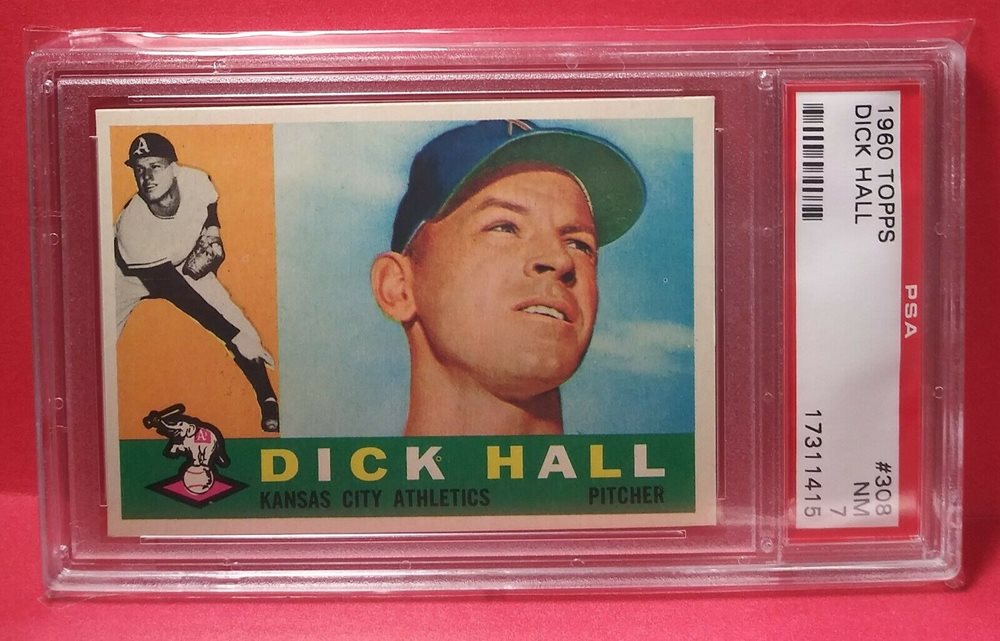 A
A's
DICK HALL
KANSAS CITY ATHLETICS PITCHER
1960 TOPPS #308
DICK HALL NM 7
17311415
PSA